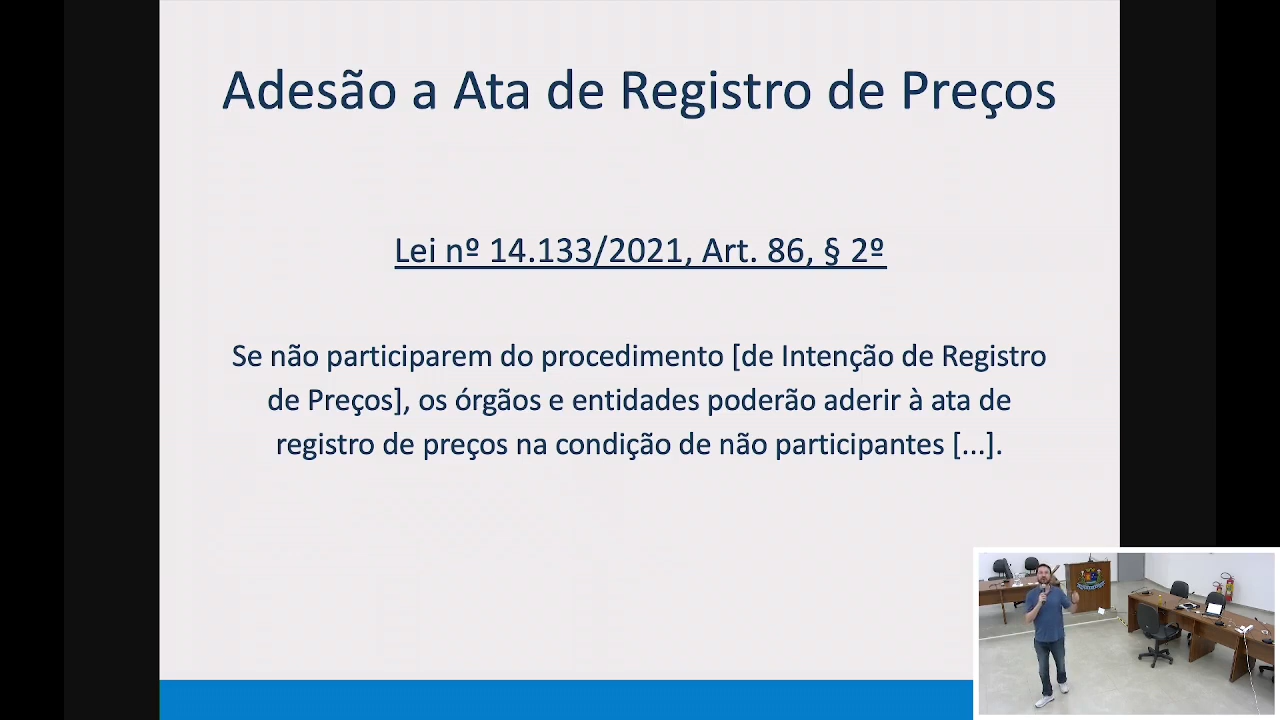 Adesão a Ata de Registro de Preços
Lei nº 14.133/2021, Art. 86, § 2º
Se não participarem do procedimento [de Intenção de Registro
de Preços], os órgãos e entidades poderão aderir à ata de
registro de preços na condição de não participantes [...].